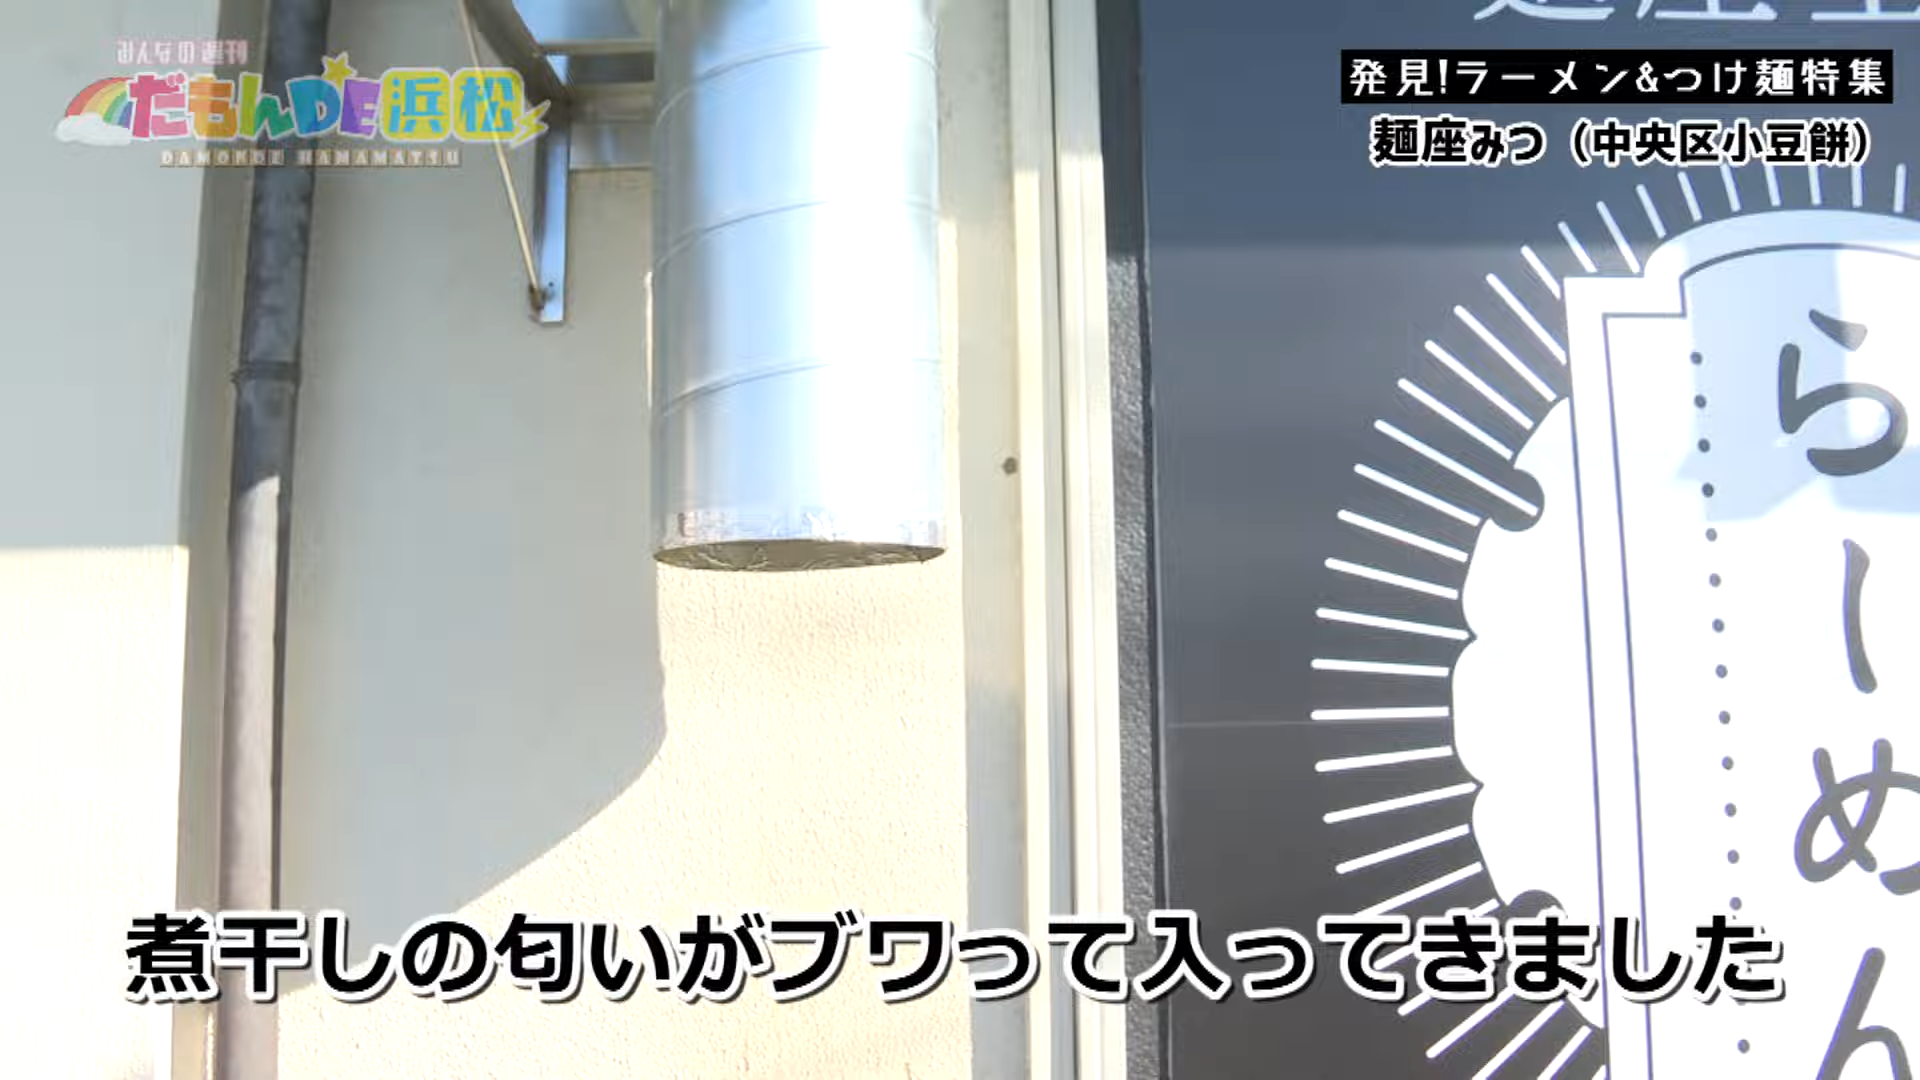 みんなの週刊
だもんDE浜松
DAMONDE HAMAMATSU
発見!ラーメン&つけ麺特集
麺座みつ（中央区小豆餅）
らーめん
煮干しの匂いがブワって入ってきました